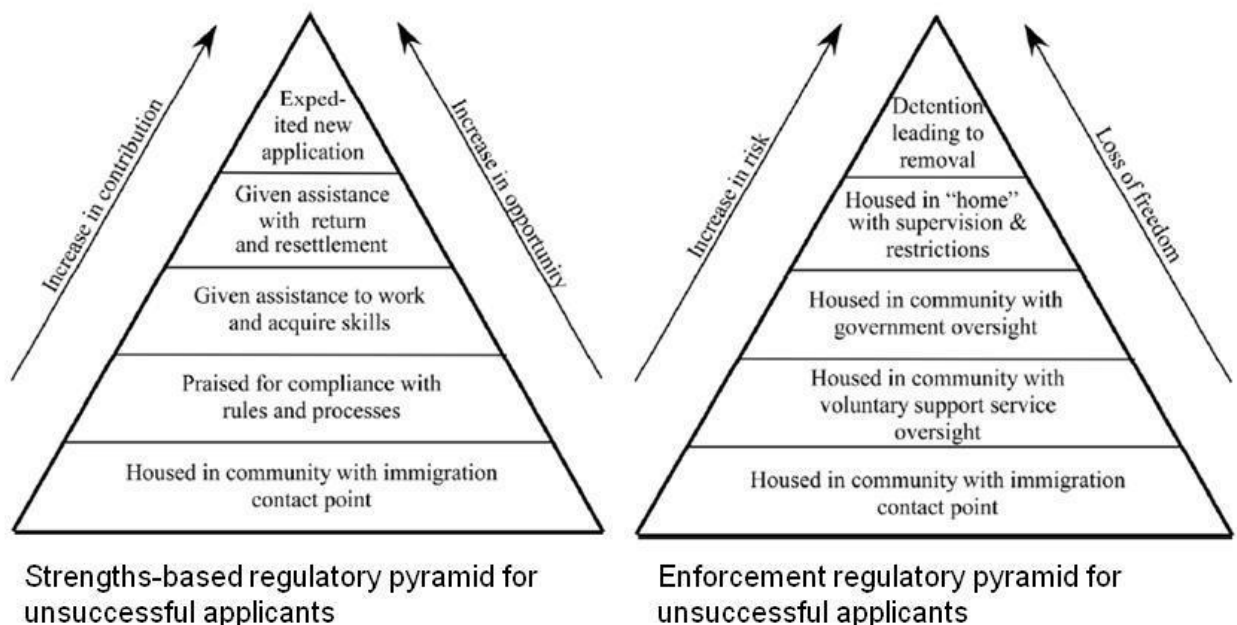 Exped-
ited new
application
Given assistance
with return
and resettlement
Given assistance to work
and acquire skills
Praised for compliance with
rules and processes
Housed in community with immigration
contact point
Increase in contribution
Increase in opportunity
Strengths-based regulatory pyramid for
unsuccessful applicants
Detention
leading to
removal
Housed in “home”
with supervision &
restrictions
Housed in community with
government oversight
Housed in community with
voluntary support service
oversight
Housed in community with immigration
contact point
Increase in risk
Loss of freedom
Enforcement regulatory pyramid for
unsuccessful applicants